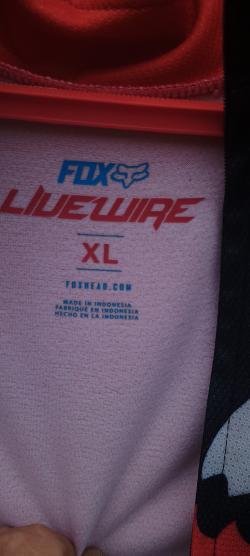 FOX
LIVEWIRE
XL
FOXHEAD.COM
MADE IN INDONESIA
FABRIQUÉ EN INDONESIE
HECHO EN LA INDONESIA